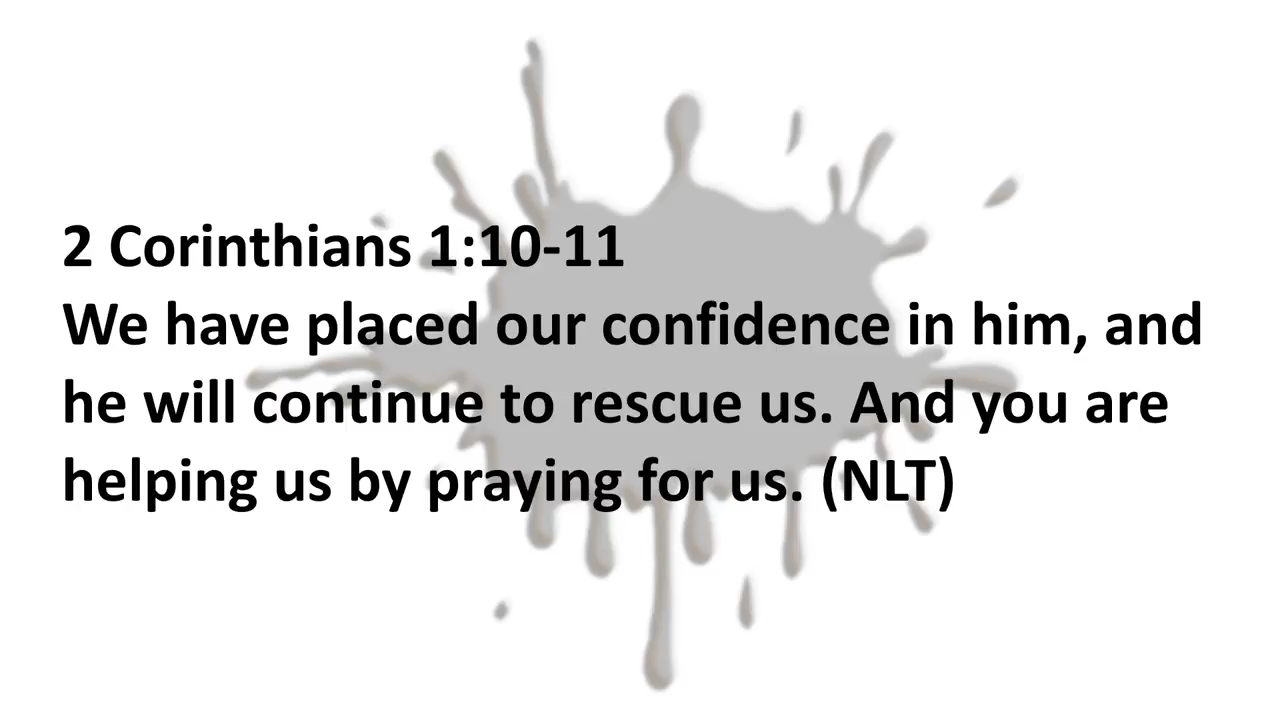 2 Corinthians 1:10-11
We have placed our confidence in him, and
he will continue to rescue us. And you are
helping us by praying for us. (NLT)